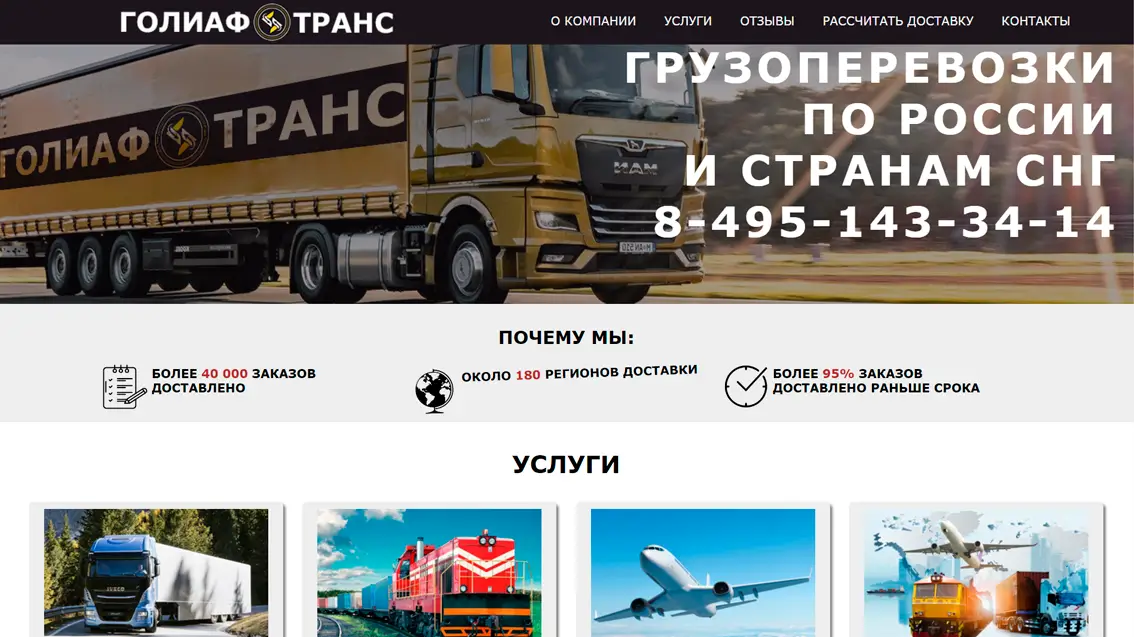 ГОЛИАФ ТРАНС
О КОМПАНИИ УСЛУГИ ОТЗЫВЫ РАССЧИТАТЬ ДОСТАВКУ КОНТАКТЫ
ГРУЗОПЕРЕВОЗКИ
ПО РОССИИ
И СТРАНАМ СНГ
8-495-143-34-14
ГОЛИАФ ТРАНС
ПОЧЕМУ МЫ:
БОЛЕЕ 40 000 ЗАКАЗОВ
ДОСТАВЛЕНО
ОКОЛО 180 РЕГИОНОВ ДОСТАВКИ
БОЛЕЕ 95% ЗАКАЗОВ
ДОСТАВЛЕНО РАНЬШЕ СРОКА
УСЛУГИ
IVECO